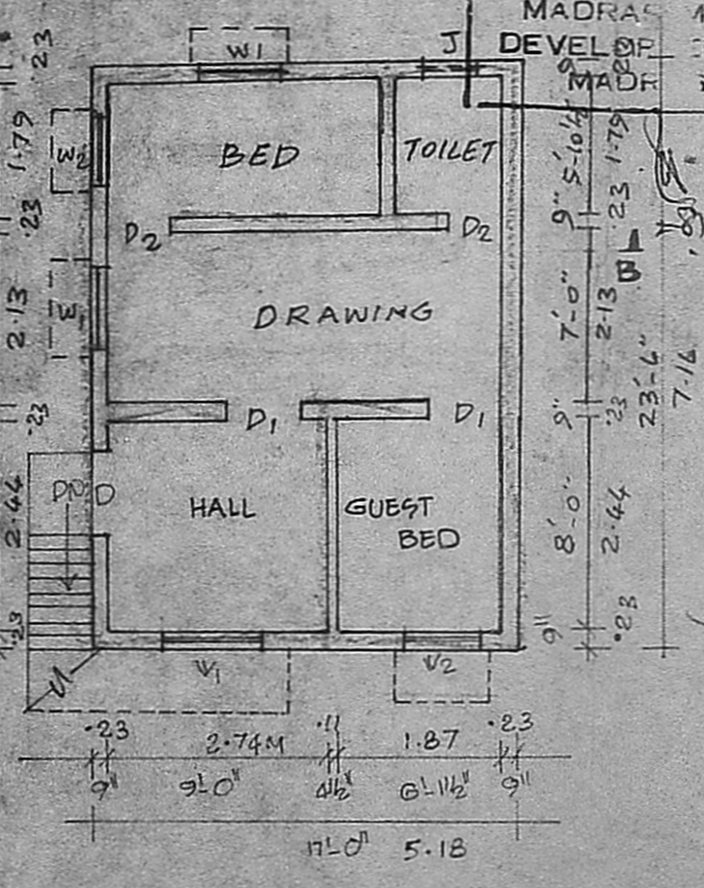 MADRAS
DEVELOP
MADR
W1
J
.23
W2
BED
TOILET
1.79
5'-10½"
1.79
.23
D2
D2
9"
.23
1
B
W
DRAWING
2.13
7'-0"
2.13
23'-6"
7.16
.23
D1
D1
9"
.23
D
HALL
GUEST
BED
2.44
8'-0"
2.44
.23
9"
.23
V1
V2
.23 2.74M .11 1.87 .23
9" 9'-0" 4½" 6'-1½" 9"
17'-0" 5.18